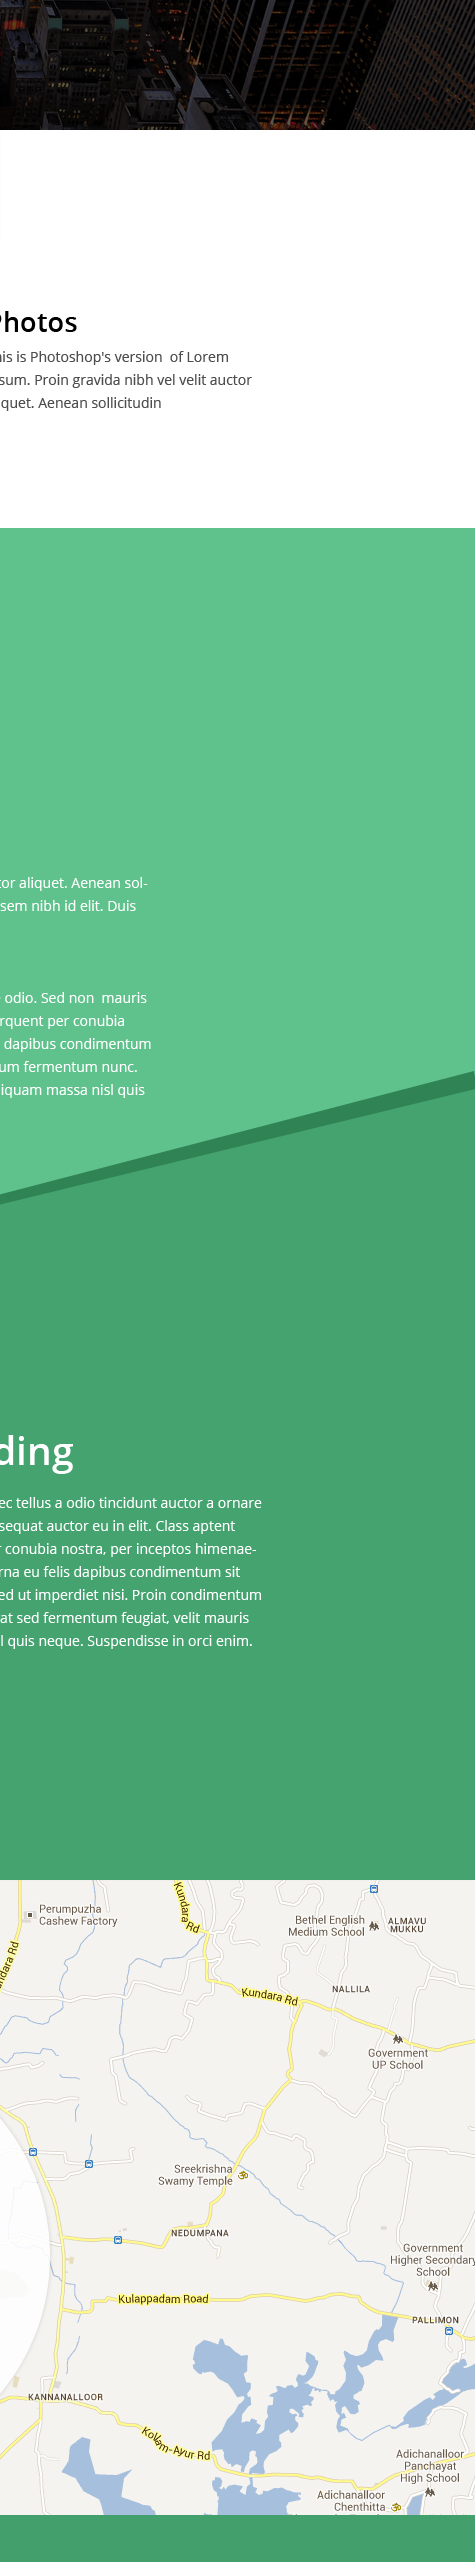 Photos
is is Photoshop's version  of Lorem
sum. Proin gravida nibh vel velit auctor
quet. Aenean sollicitudin
tor aliquet. Aenean sol-
sem nibh id elit. Duis
odio. Sed non  mauris
rquent per conubia
dapibus condimentum
um fermentum nunc.
iquam massa nisl quis
ding
ec tellus a odio tincidunt auctor a ornare
sequat auctor eu in elit. Class aptent
conubia nostra, per inceptos himenae-
rna eu felis dapibus condimentum sit
ed ut imperdiet nisi. Proin condimentum
at sed fermentum feugiat, velit mauris
l quis neque. Suspendisse in orci enim.
Perumpuzha
Cashew Factory
Kundara Rd
Bethel English
Medium School
ALMAVU
MUKKU
ndara Rd
Kundara Rd
NALLILA
Government
UP School
Sreekrishna
Swamy Temple
NEDUMPANA
Government
Higher Secondary
School
Kulappadam Road
PALLIMON
KANNANALLOOR
Kollam-Ayur Rd
Adichanalloor
Panchayat
High School
Adichanalloor
Chenthitta